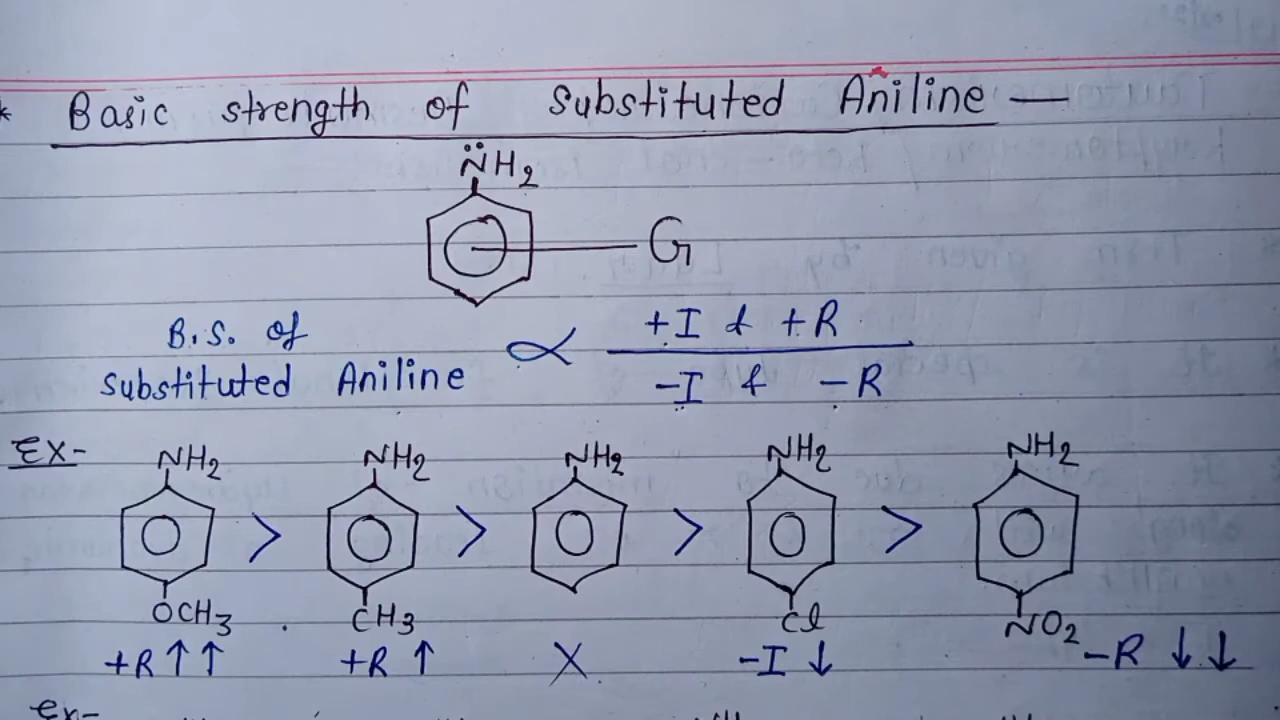 * Basic strength of Substituted Aniline —
N̈H₂
G
B.S. of substituted Aniline ∝ +I & +R / -I & -R
Ex-
NH₂ NH₂ NH₂ NH₂ NH₂
> > > >
OCH₃ CH₃ Cl NO₂
+R ↑↑ +R ↑ X -I ↓ -R ↓↓
Ex-